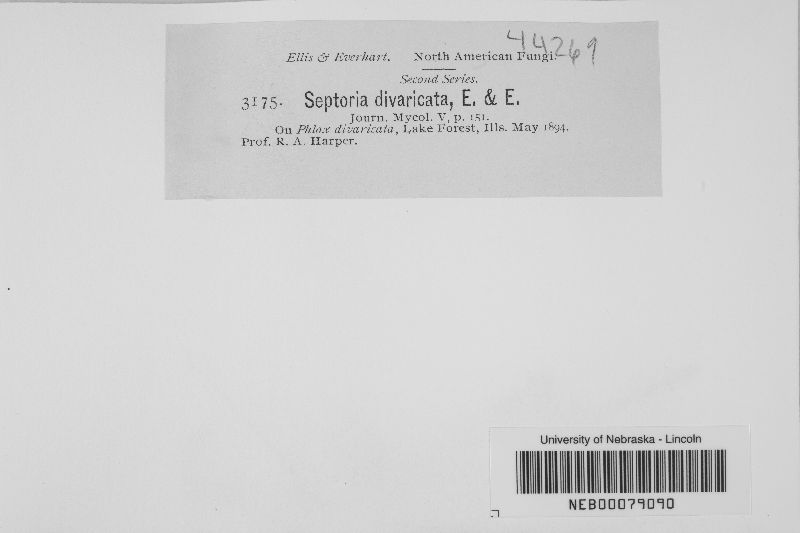 44269
Ellis & Everhart. North American Fungi.
Second Series.
3175. Septoria divaricata, E. & E.
Journ. Mycol. V, p. 151.
On Phlox divaricata, Lake Forest, Ills. May 1894.
Prof. R. A. Harper.
University of Nebraska - Lincoln
NEB00079090